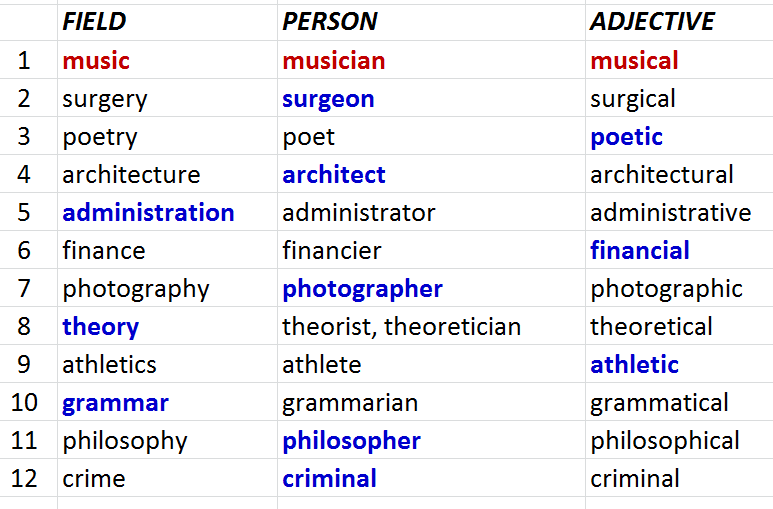 FIELD PERSON ADJECTIVE
1 music musician musical
2 surgery surgeon surgical
3 poetry poet poetic
4 architecture architect architectural
5 administration administrator administrative
6 finance financier financial
7 photography photographer photographic
8 theory theorist, theoretician theoretical
9 athletics athlete athletic
10 grammar grammarian grammatical
11 philosophy philosopher philosophical
12 crime criminal criminal